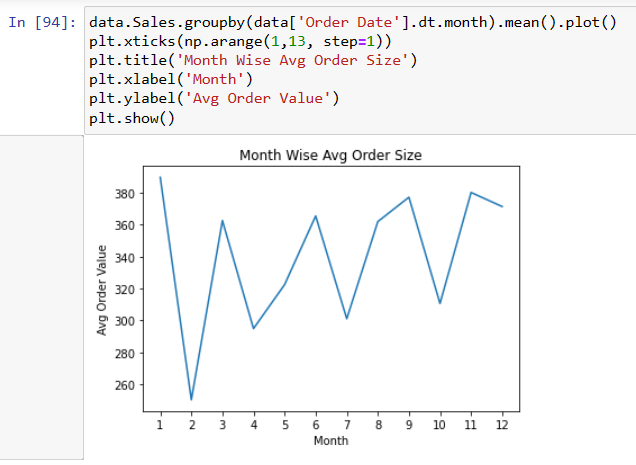 In [94]: data.Sales.groupby(data['Order Date'].dt.month).mean().plot()
plt.xticks(np.arange(1,13, step=1))
plt.title('Month Wise Avg Order Size')
plt.xlabel('Month')
plt.ylabel('Avg Order Value')
plt.show()
Month Wise Avg Order Size
Avg Order Value
380
360
340
320
300
280
260
1 2 3 4 5 6 7 8 9 10 11 12
Month